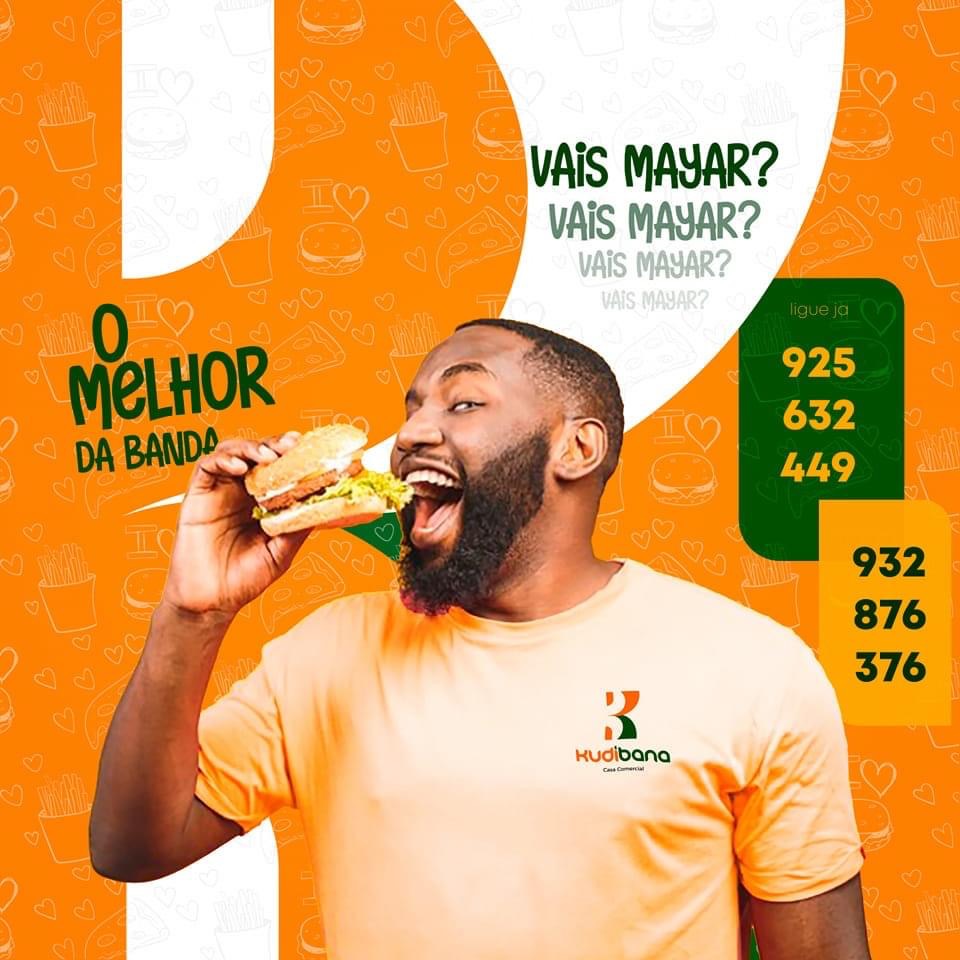 VAIS MAYAR?
VAIS MAYAR?
VAIS MAYAR?
VAIS MAYAR?
O
MELHOR
DA BANDA
ligue ja
925
632
449
932
876
376
kudibana
Casa Comercial